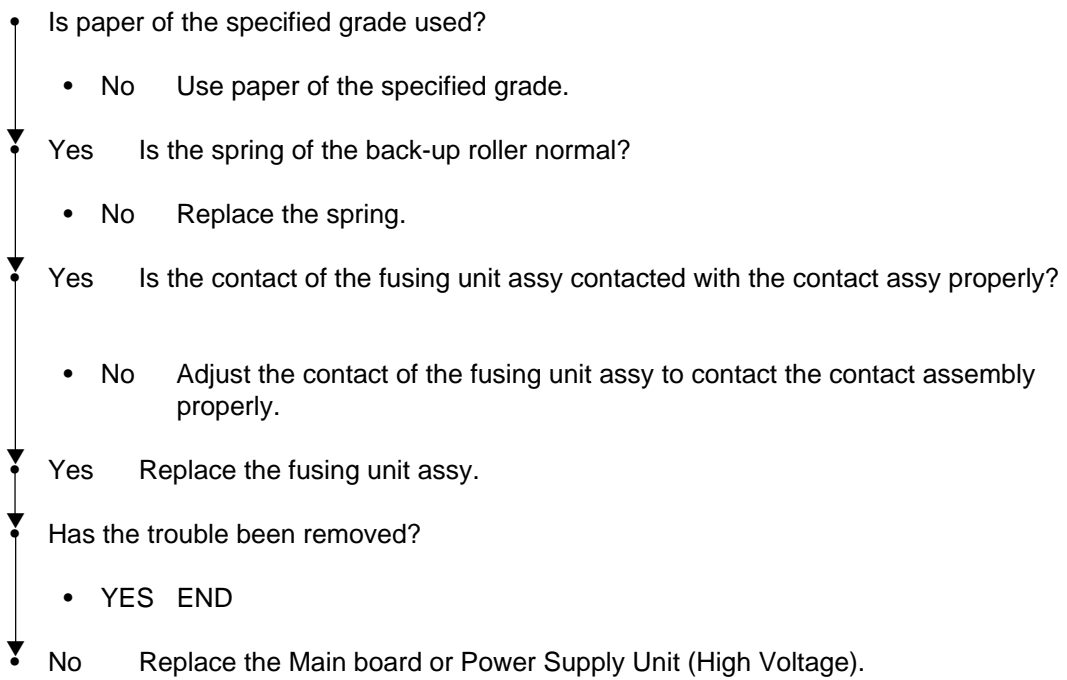 Is paper of the specified grade used?
• No Use paper of the specified grade.
Yes Is the spring of the back-up roller normal?
• No Replace the spring.
Yes Is the contact of the fusing unit assy contacted with the contact assy properly?
• No Adjust the contact of the fusing unit assy to contact the contact assembly
properly.
Yes Replace the fusing unit assy.
Has the trouble been removed?
• YES END
No Replace the Main board or Power Supply Unit (High Voltage).